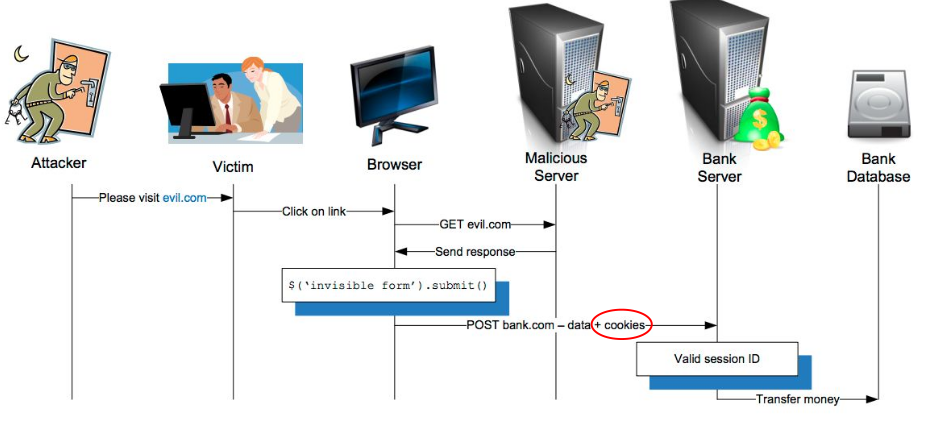 Attacker
Victim
Browser
Malicious
Server
Bank
Server
Bank
Database
Please visit evil.com
Click on link
GET evil.com
Send response
$(‘invisible form’).submit()
POST bank.com – data + cookies
Valid session ID
Transfer money
$